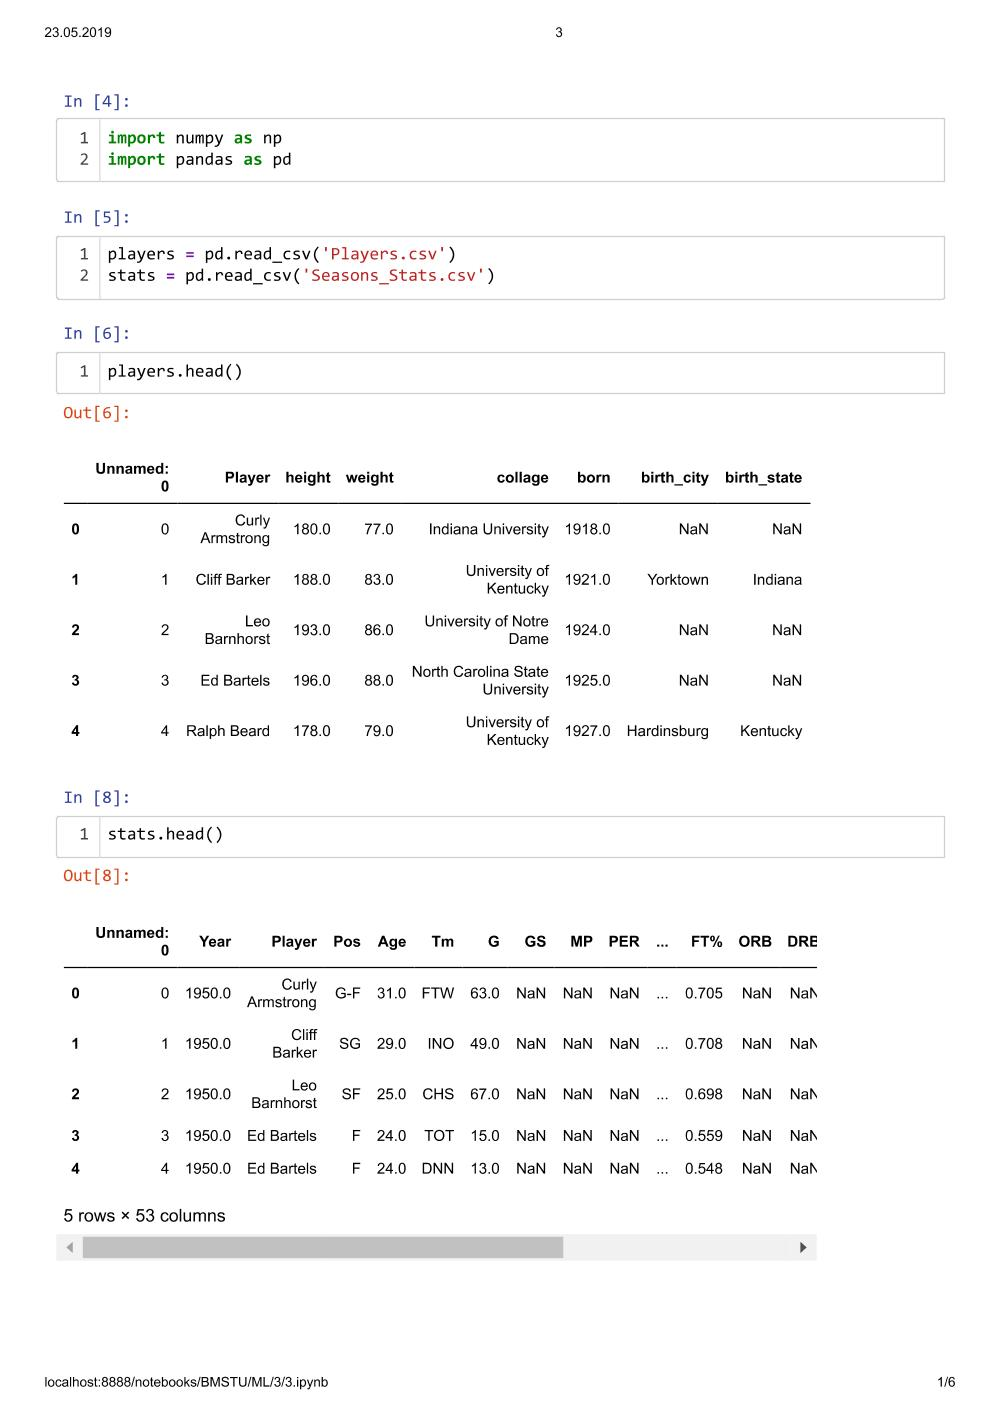 23.05.2019 3
In [4]:
1 import numpy as np
2 import pandas as pd
In [5]:
1 players = pd.read_csv('Players.csv')
2 stats = pd.read_csv('Seasons_Stats.csv')
In [6]:
1 players.head()
Out[6]:
Unnamed: 0 Player height weight collage born birth_city birth_state
0 0 Curly Armstrong 180.0 77.0 Indiana University 1918.0 NaN NaN
1 1 Cliff Barker 188.0 83.0 University of Kentucky 1921.0 Yorktown Indiana
2 2 Leo Barnhorst 193.0 86.0 University of Notre Dame 1924.0 NaN NaN
3 3 Ed Bartels 196.0 88.0 North Carolina State University 1925.0 NaN NaN
4 4 Ralph Beard 178.0 79.0 University of Kentucky 1927.0 Hardinsburg Kentucky
In [8]:
1 stats.head()
Out[8]:
Unnamed: 0 Year Player Pos Age Tm G GS MP PER ... FT% ORB DRB
0 0 1950.0 Curly Armstrong G-F 31.0 FTW 63.0 NaN NaN NaN ... 0.705 NaN NaN
1 1 1950.0 Cliff Barker SG 29.0 INO 49.0 NaN NaN NaN ... 0.708 NaN NaN
2 2 1950.0 Leo Barnhorst SF 25.0 CHS 67.0 NaN NaN NaN ... 0.698 NaN NaN
3 3 1950.0 Ed Bartels F 24.0 TOT 15.0 NaN NaN NaN ... 0.559 NaN NaN
4 4 1950.0 Ed Bartels F 24.0 DNN 13.0 NaN NaN NaN ... 0.548 NaN NaN
5 rows × 53 columns
localhost:8888/notebooks/BMSTU/ML/3/3.ipynb 1/6